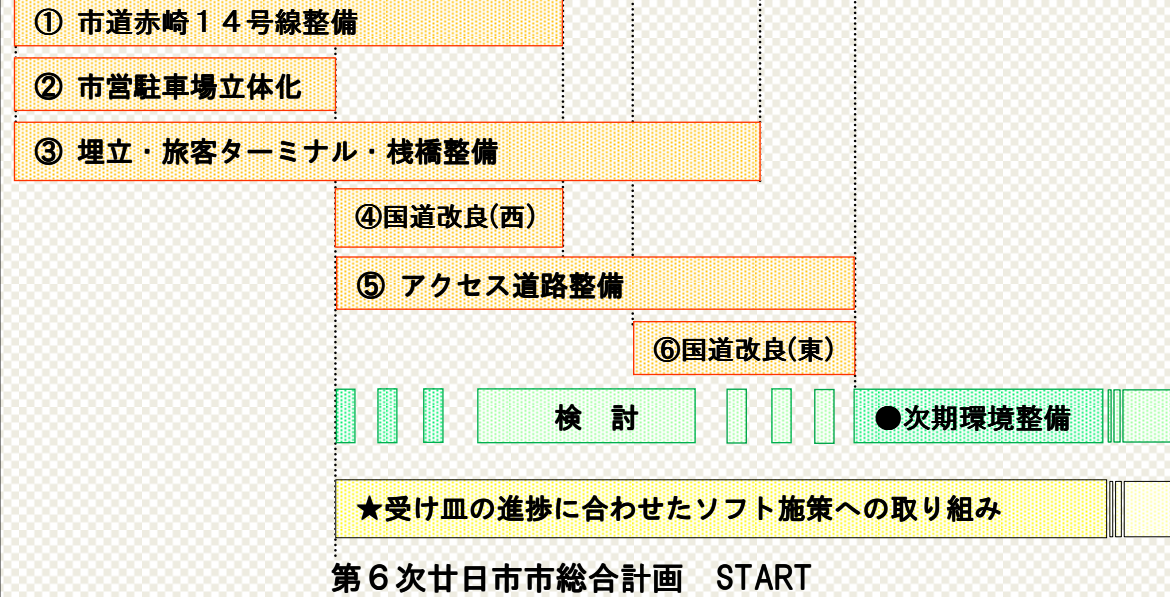 ① 市道赤崎１４号線整備
② 市営駐車場立体化
③ 埋立・旅客ターミナル・桟橋整備
④国道改良(西)
⑤ アクセス道路整備
⑥国道改良(東)
検　討
●次期環境整備
★受け皿の進捗に合わせたソフト施策への取り組み
第６次廿日市市総合計画　START